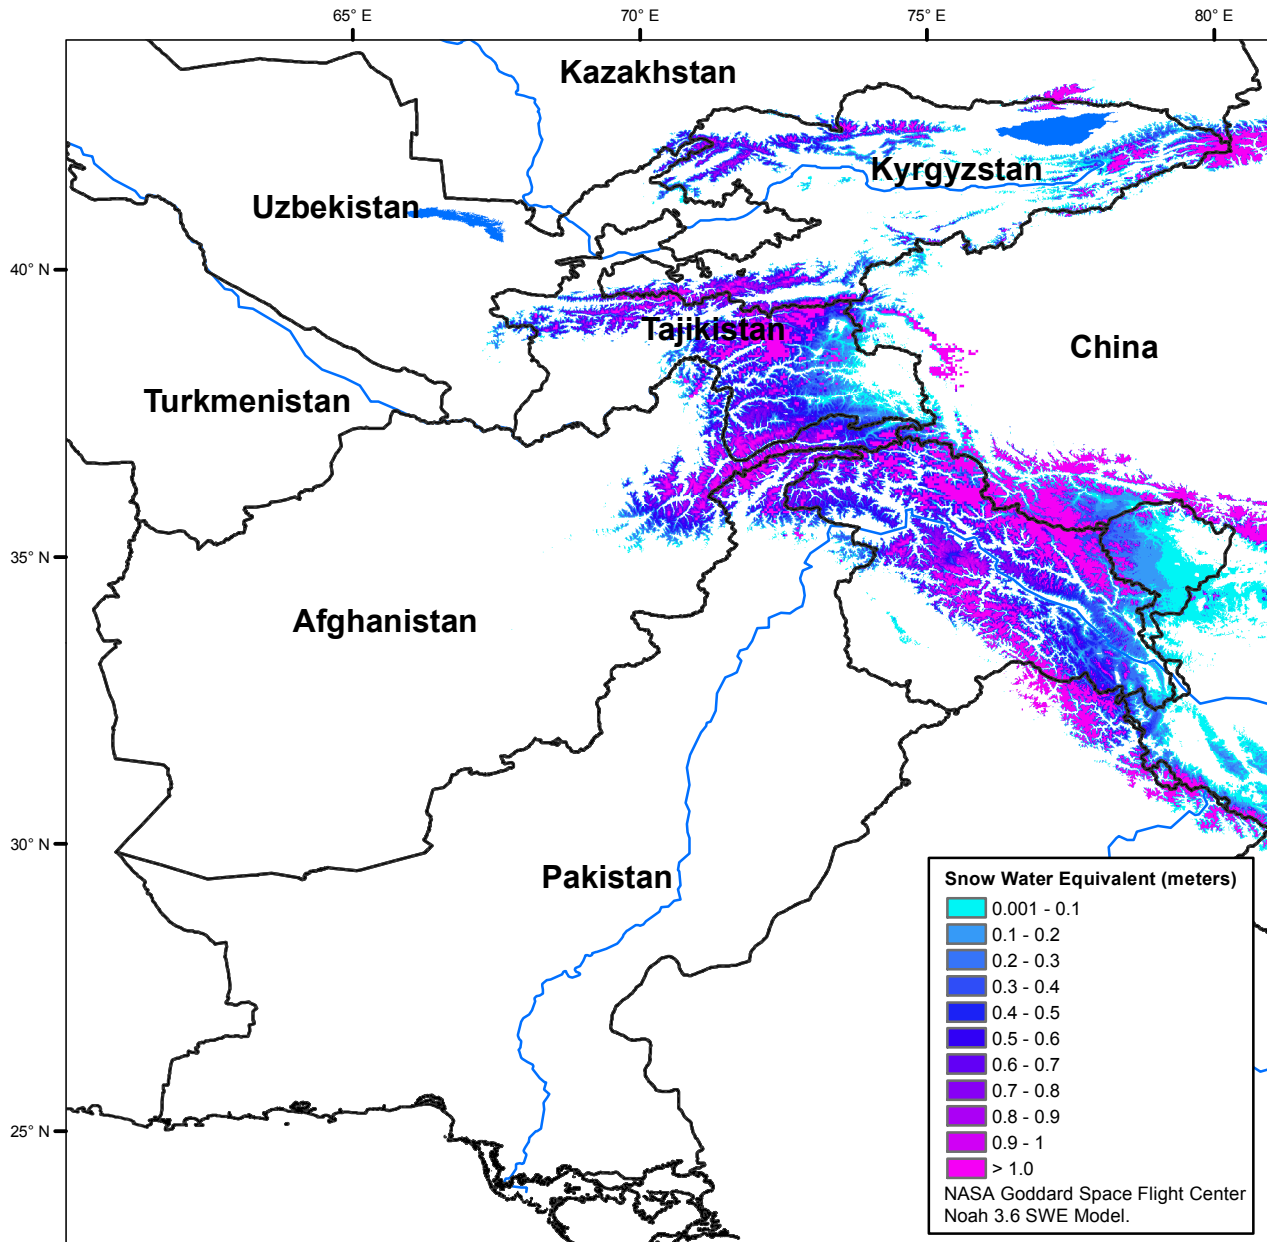 65° E
70° E
75° E
80° E
Kazakhstan
Kyrgyzstan
Uzbekistan
40° N
Tajikistan
China
Turkmenistan
35° N
Afghanistan
30° N
Pakistan
25° N
Snow Water Equivalent (meters)
0.001 - 0.1
0.1 - 0.2
0.2 - 0.3
0.3 - 0.4
0.4 - 0.5
0.5 - 0.6
0.6 - 0.7
0.7 - 0.8
0.8 - 0.9
0.9 - 1
> 1.0
NASA Goddard Space Flight Center
Noah 3.6 SWE Model.